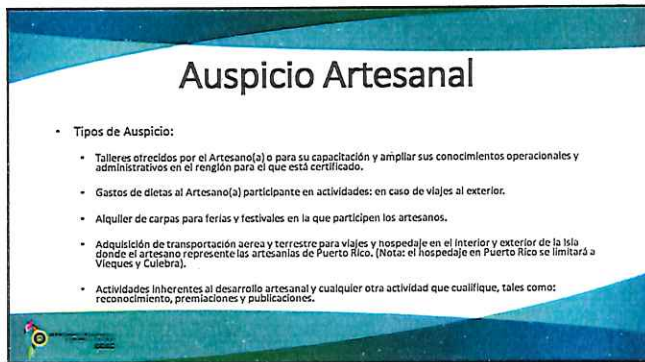 Auspicio Artesanal
• Tipos de Auspicio:
• Talleres ofrecidos por el Artesano(a) o para su capacitación y ampliar sus conocimientos operacionales y
administrativos en el renglón para el que está certificado.
• Gastos de dietas al Artesano(a) participante en actividades: en caso de viajes al exterior.
• Alquiler de carpas para ferias y festivales en la que participen los artesanos.
• Adquisición de transportación aerea y terrestre para viajes y hospedaje en el interior y exterior de la Isla
donde el artesano represente las artesanías de Puerto Rico. (Nota: el hospedaje en Puerto Rico se limitará a
Vieques y Culebra).
• Actividades inherentes al desarrollo artesanal y cualquier otra actividad que cualifique, tales como:
reconocimiento, premiaciones y publicaciones.